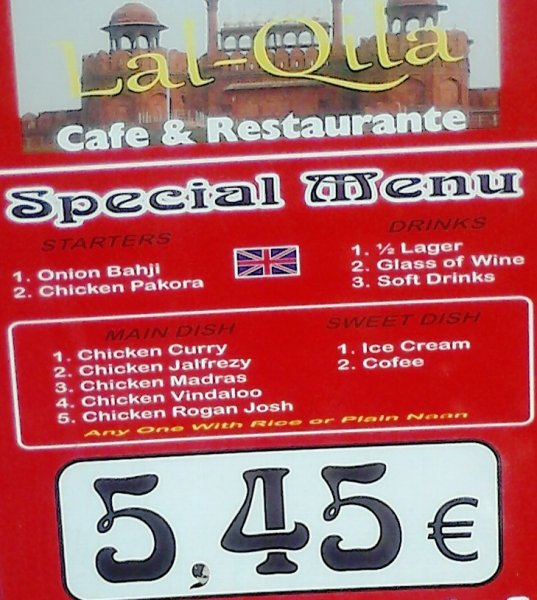 Lal-Qila
Cafe & Restaurante
Special Menu
STARTERS
1. Onion Bahji
2. Chicken Pakora
DRINKS
1. ½ Lager
2. Glass of Wine
3. Soft Drinks
MAIN DISH
1. Chicken Curry
2. Chicken Jalfrezy
3. Chicken Madras
4. Chicken Vindaloo
5. Chicken Rogan Josh
SWEET DISH
1. Ice Cream
2. Cofee
Any One With Rice or Plain Naan
5,45 €